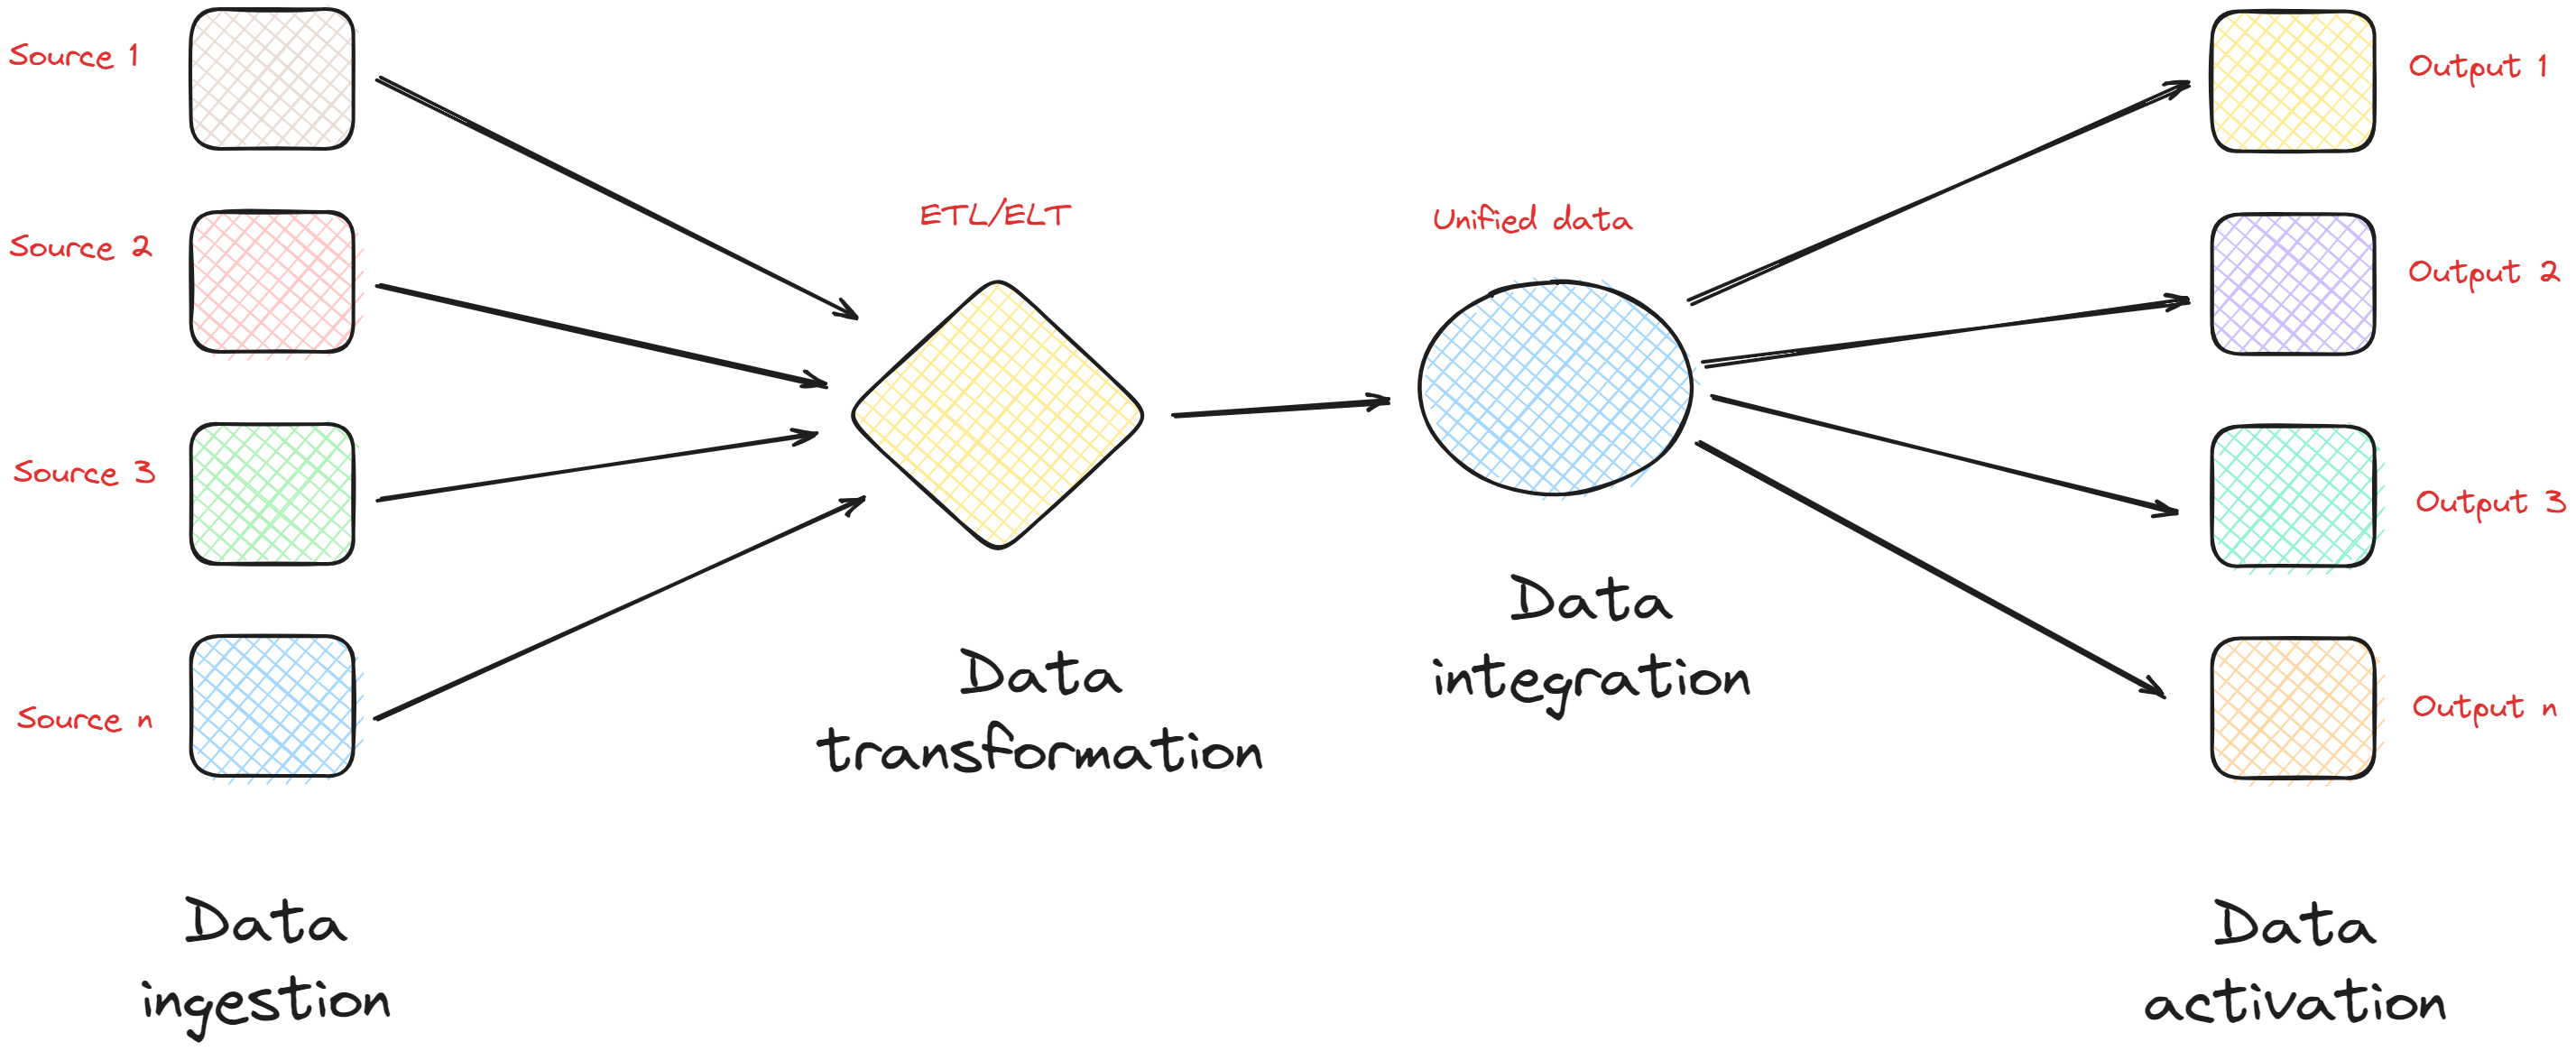 Source 1
Source 2
Source 3
Source n
Data
ingestion
ETL/ELT
Data
transformation
Unified data
Data
integration
Output 1
Output 2
Output 3
Output n
Data
activation